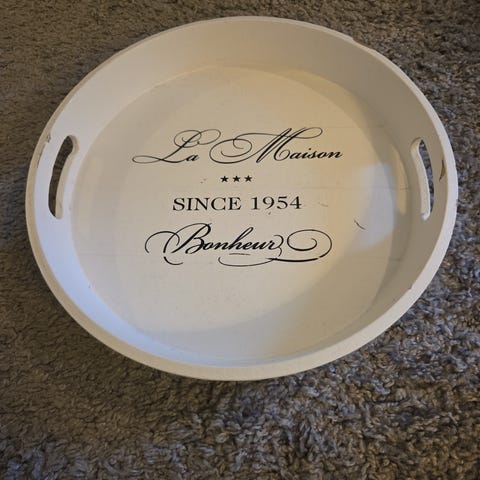 La Maison
★★★
SINCE 1954
Bonheur